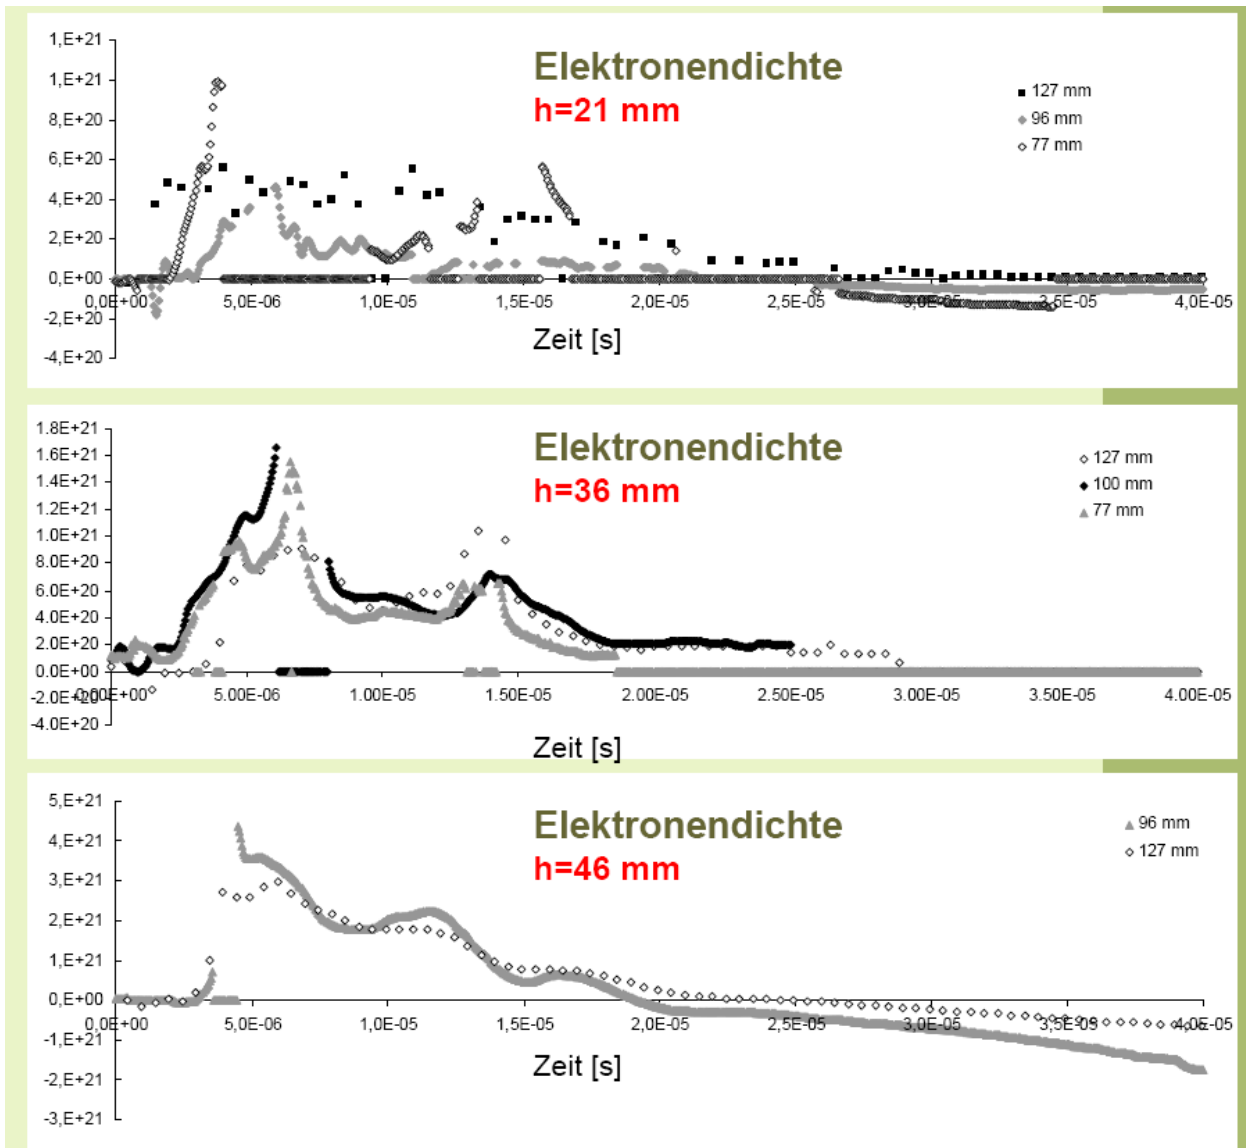 1,E+21
1,E+21
8,E+20
6,E+20
4,E+20
2,E+20
0,E+00
-2,E+20
-4,E+20
Elektronendichte
h=21 mm
127 mm
96 mm
77 mm
0,0E+00 5,0E-06 1,0E-05 1,5E-05 2,0E-05 2,5E-05 3,0E-05 3,5E-05 4,0E-05
Zeit [s]
1.8E+21
1.6E+21
1.4E+21
1.2E+21
1.0E+21
8.0E+20
6.0E+20
4.0E+20
2.0E+20
0.0E+00
-2.0E+20
-4.0E+20
Elektronendichte
h=36 mm
127 mm
100 mm
77 mm
0.00E+00 5.00E-06 1.00E-05 1.50E-05 2.00E-05 2.50E-05 3.00E-05 3.50E-05 4.00E-05
Zeit [s]
5,E+21
4,E+21
3,E+21
2,E+21
1,E+21
0,E+00
-1,E+21
-2,E+21
-3,E+21
Elektronendichte
h=46 mm
96 mm
127 mm
0,0E+00 5,0E-06 1,0E-05 1,5E-05 2,0E-05 2,5E-05 3,0E-05 3,5E-05 4,0E-05
Zeit [s]